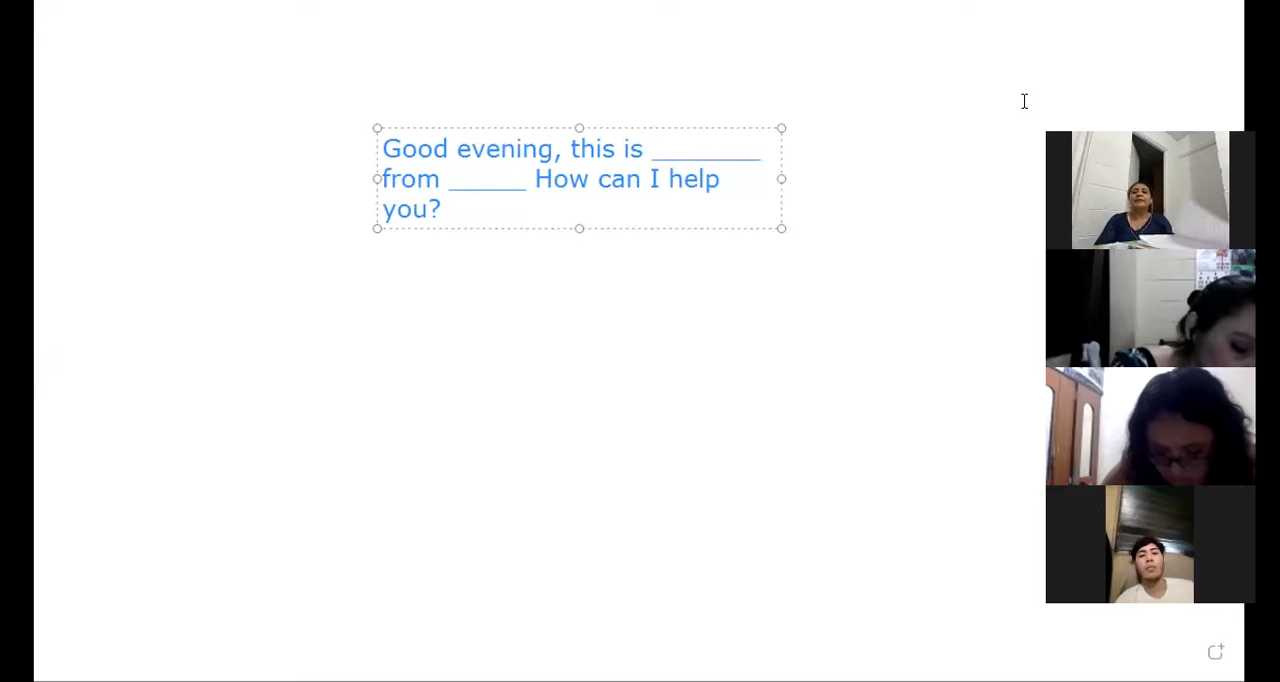 Good evening, this is ________
from ______ How can I help
you?